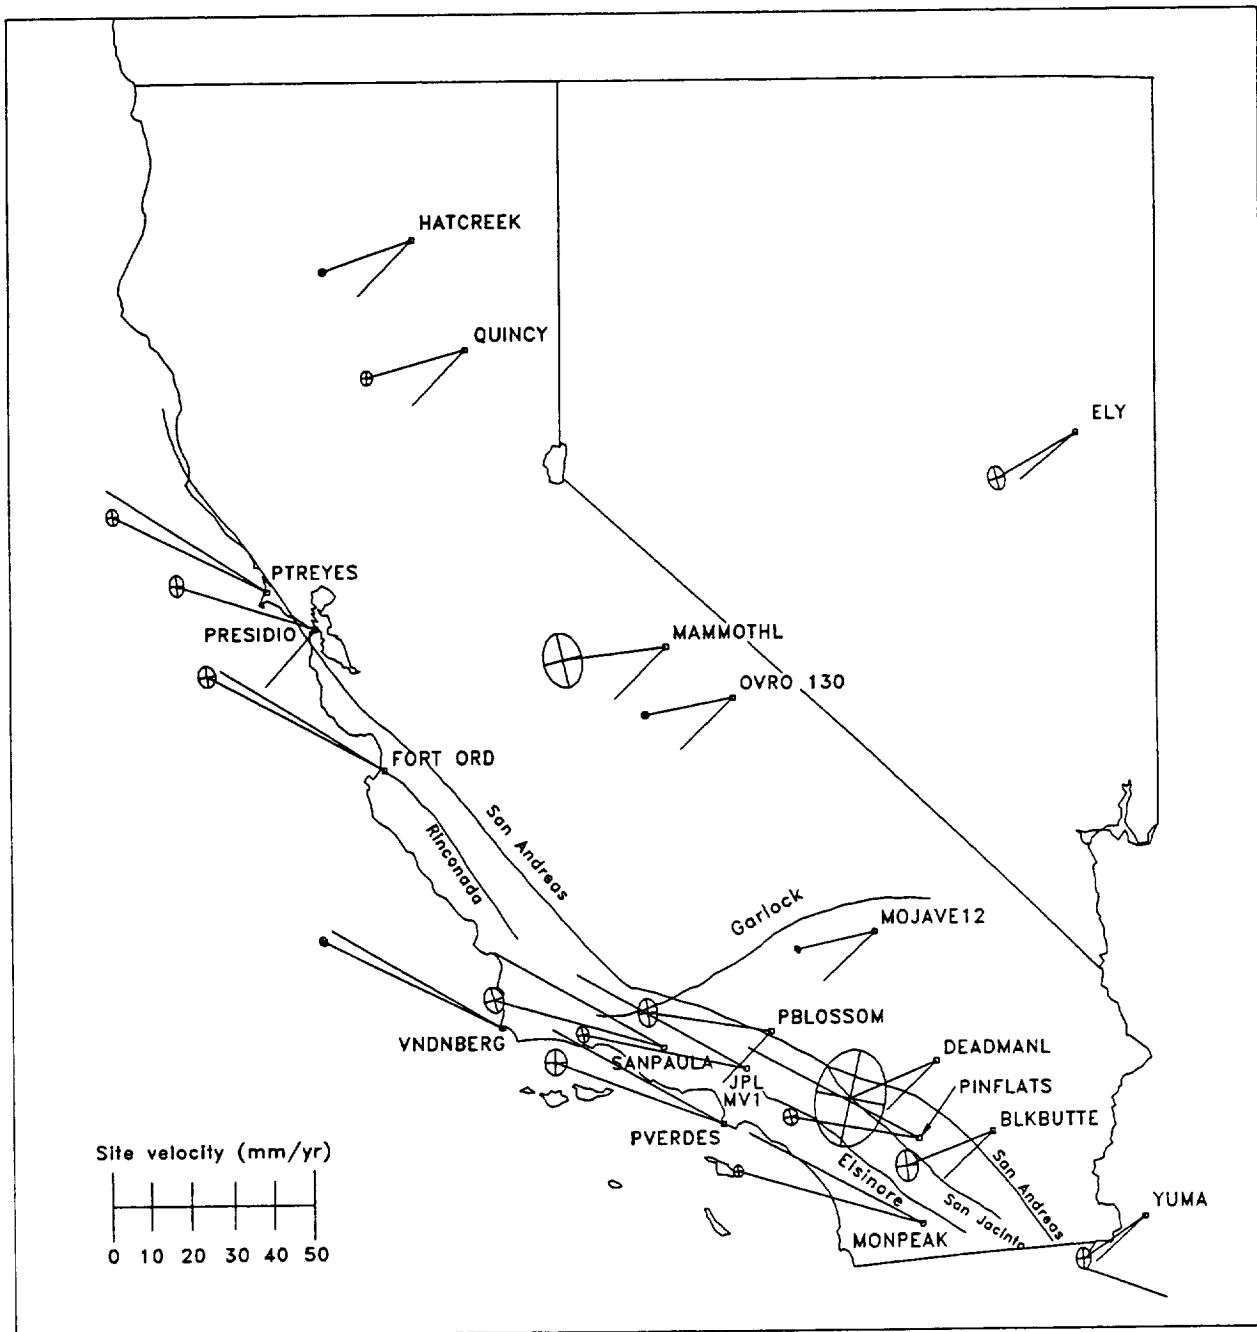 HATCREEK
QUINCY
ELY
PTREYES
PRESIDIO
MAMMOTHL
OVRO 130
FORT ORD
San Andreas
Rinconada
Garlock
MOJAVE12
PBLOSSOM
VNDNBERG
SANPAULA
DEADMANL
JPL
MV1
PINFLATS
BLKBUTTE
PVERDES
Elsinore
San Andreas
San Jacinto
YUMA
MONPEAK
Site velocity (mm/yr)
0 10 20 30 40 50